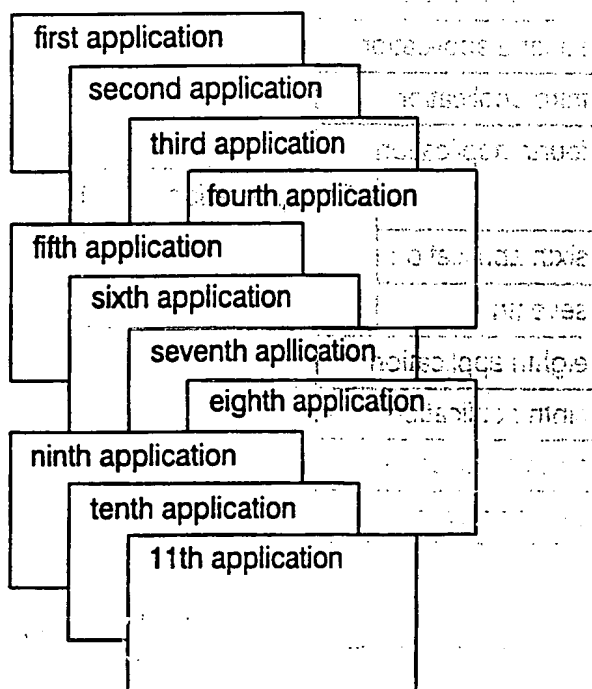 first application
second application
third application
fourth application
fifth application
sixth application
seventh apllication
eighth application
ninth application
tenth application
11th application